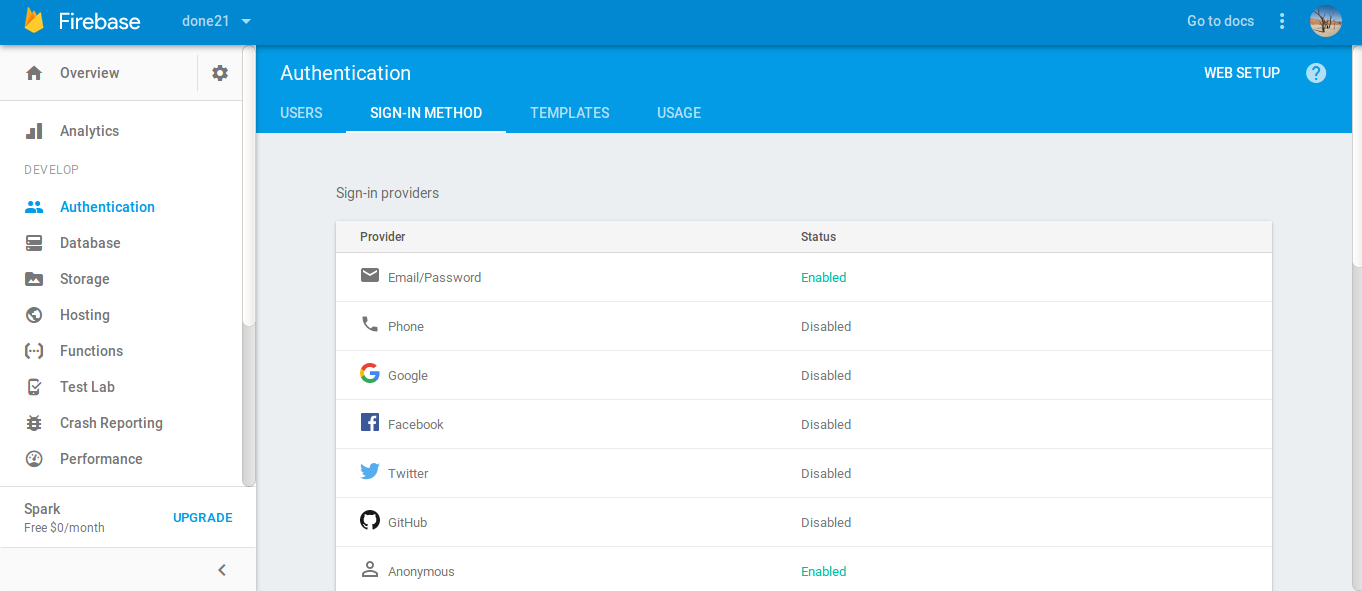 Firebase
done21
Go to docs
Overview
Authentication
WEB SETUP
?
USERS
SIGN-IN METHOD
TEMPLATES
USAGE
Analytics
DEVELOP
Authentication
Database
Storage
Hosting
Functions
Test Lab
Crash Reporting
Performance
Spark
Free $0/month
UPGRADE
Sign-in providers
Provider Status
Email/Password Enabled
Phone Disabled
Google Disabled
Facebook Disabled
Twitter Disabled
GitHub Disabled
Anonymous Enabled